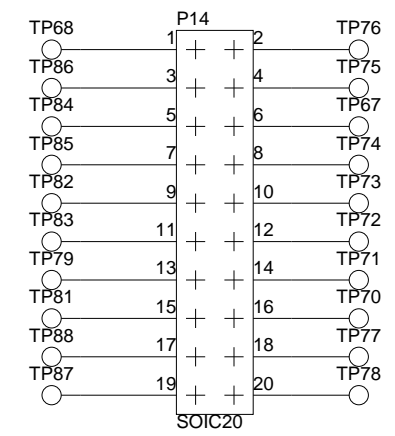 P14
TP68 1 2 TP76
TP86 3 4 TP75
TP84 5 6 TP67
TP85 7 8 TP74
TP82 9 10 TP73
TP83 11 12 TP72
TP79 13 14 TP71
TP81 15 16 TP70
TP88 17 18 TP77
TP87 19 20 TP78
SOIC20